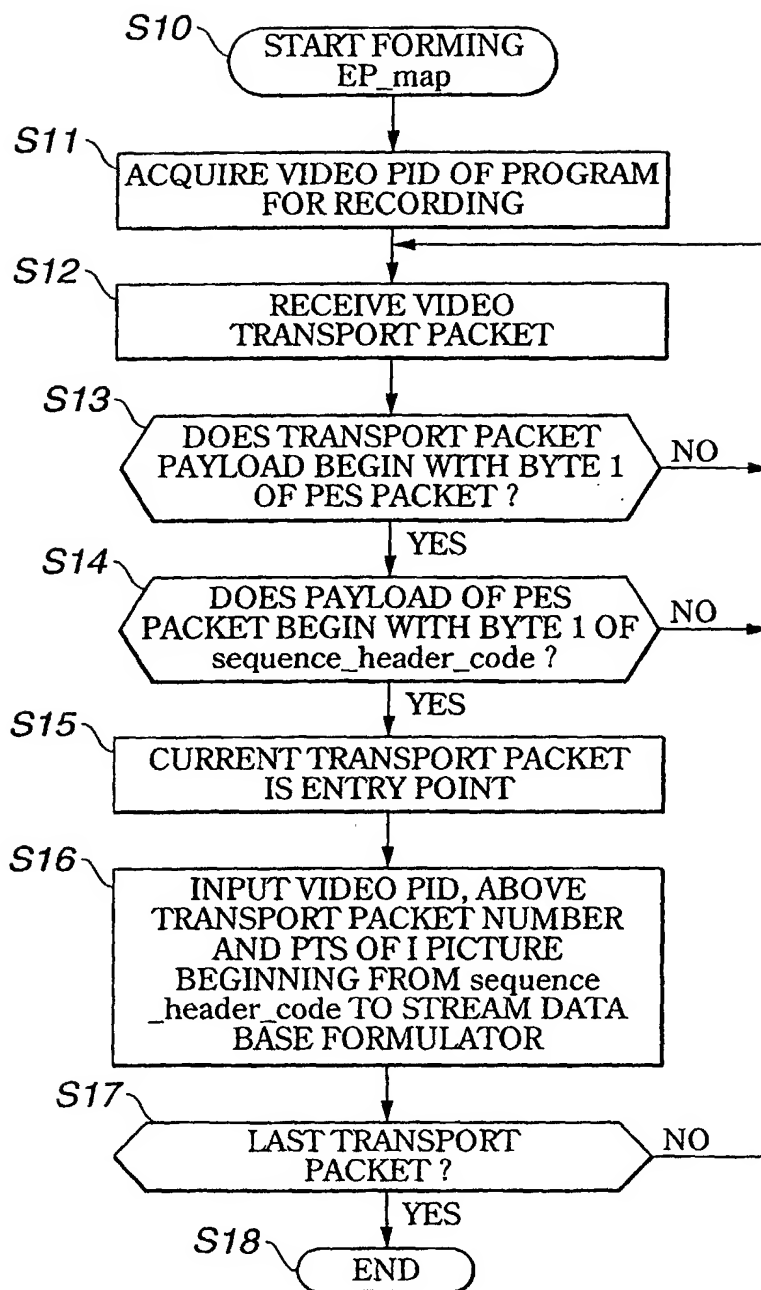 S10
START FORMING
EP_map
S11
ACQUIRE VIDEO PID OF PROGRAM
FOR RECORDING
S12
RECEIVE VIDEO
TRANSPORT PACKET
S13
DOES TRANSPORT PACKET
PAYLOAD BEGIN WITH BYTE 1
OF PES PACKET ?
NO
YES
S14
DOES PAYLOAD OF PES
PACKET BEGIN WITH BYTE 1 OF
sequence_header_code ?
NO
YES
S15
CURRENT TRANSPORT PACKET
IS ENTRY POINT
S16
INPUT VIDEO PID, ABOVE
TRANSPORT PACKET NUMBER
AND PTS OF I PICTURE
BEGINNING FROM sequence
_header_code TO STREAM DATA
BASE FORMULATOR
S17
LAST TRANSPORT
PACKET ?
NO
YES
S18
END